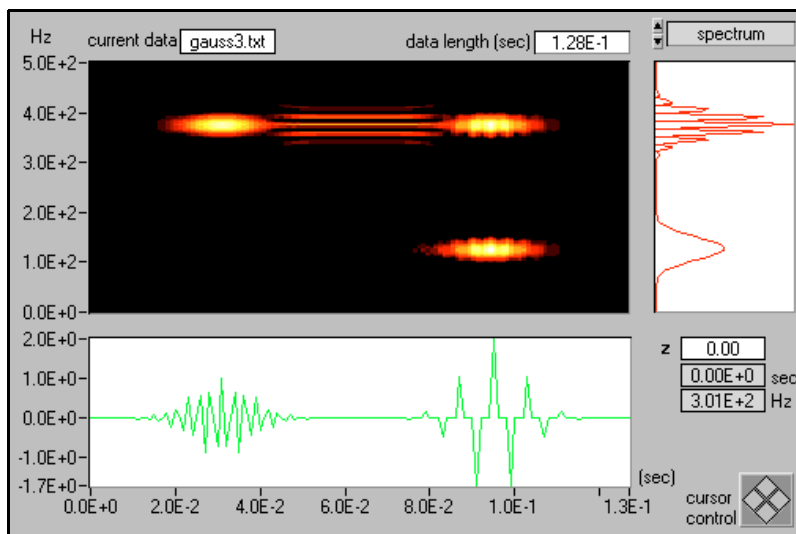 Hz current data gauss3.txt data length (sec) 1.28E-1 spectrum
5.0E+2
4.0E+2
3.0E+2
2.0E+2
1.0E+2
0.0E+0
2.0E+0
1.0E+0
0.0E+0
-1.0E+0
-1.7E+0
0.0E+0 2.0E-2 4.0E-2 6.0E-2 8.0E-2 1.0E-1 1.3E-1
(sec)
z 0.00
0.00E+0 sec
3.01E+2 Hz
cursor
control